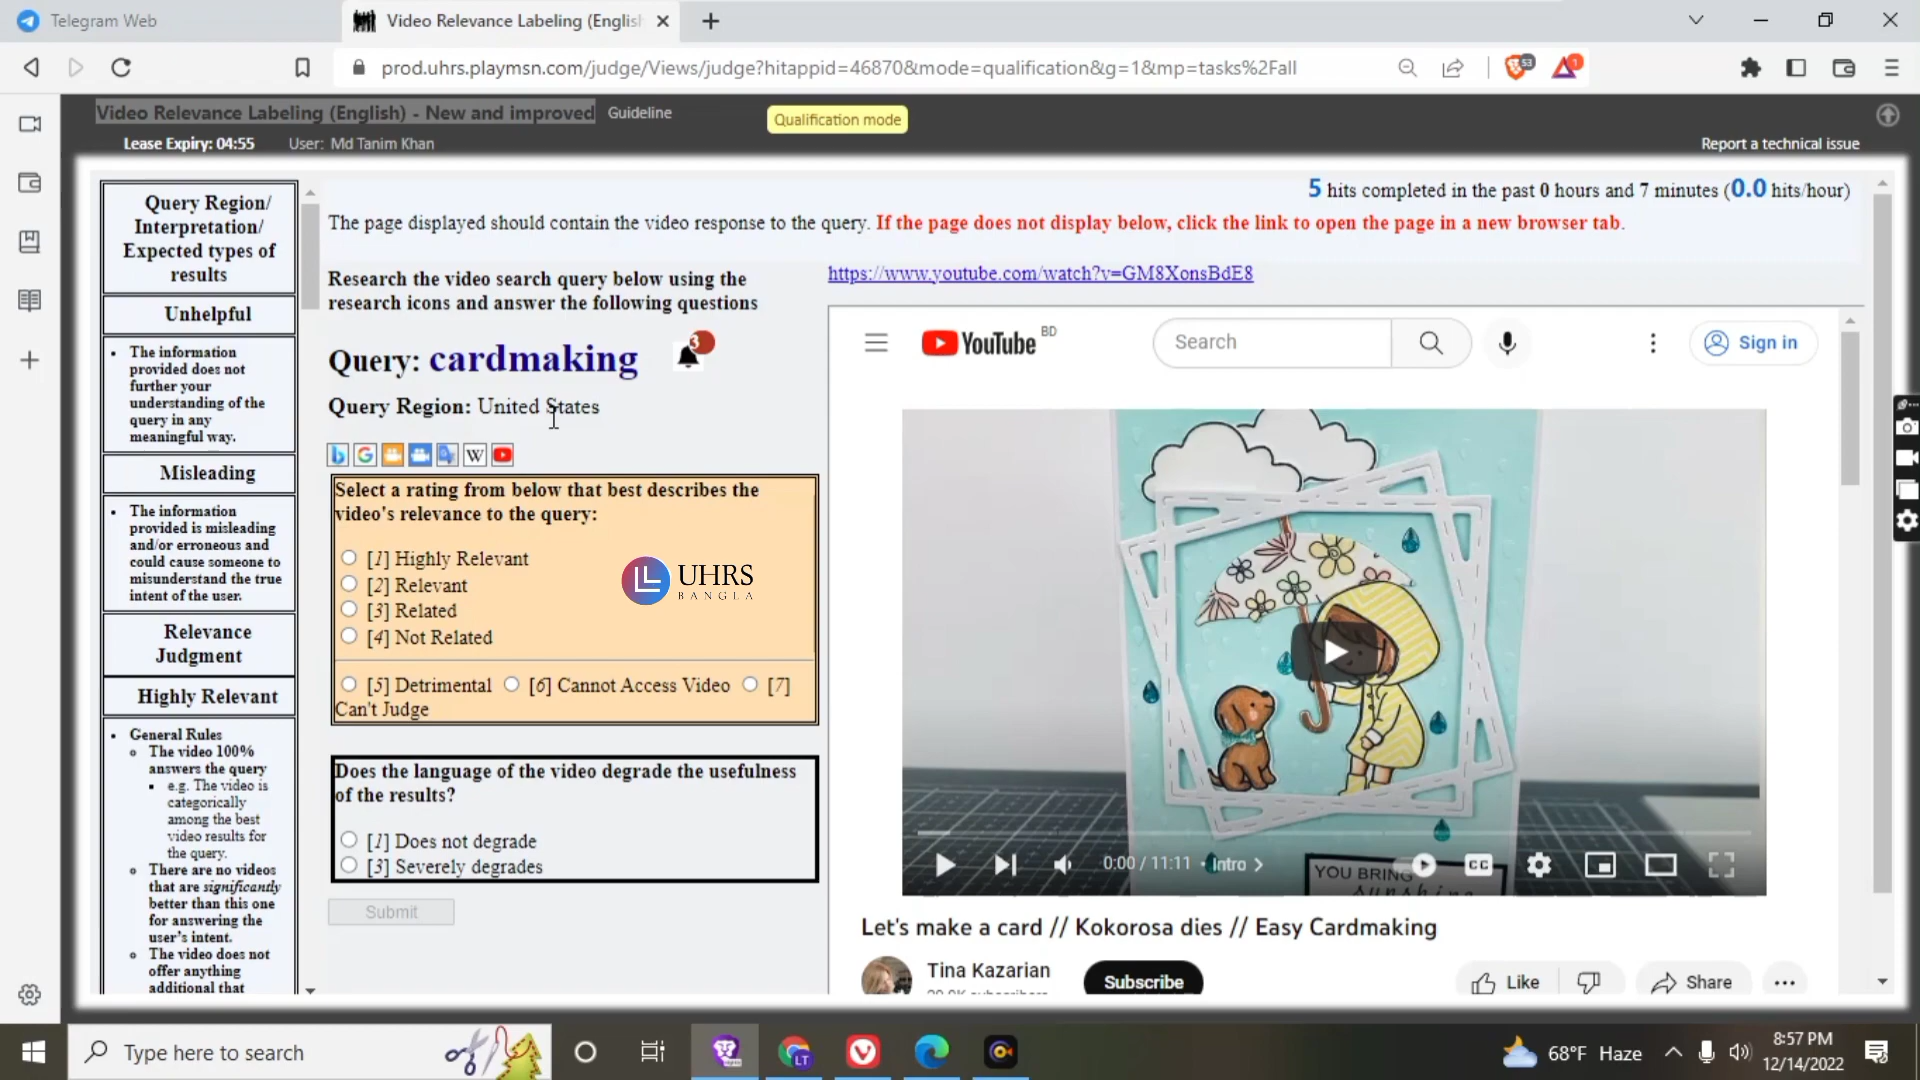 Telegram Web
Video Relevance Labeling (Englis
prod.uhrs.playmsn.com/judge/Views/judge?hitappid=46870&mode=qualification&g=1&mp=tasks%2Fall
53
1
Video Relevance Labeling (English) - New and improved
Guideline
Qualification mode
Lease Expiry: 04:55
User: Md Tanim Khan
Report a technical issue
Query Region/
Interpretation/
Expected types of
results
Unhelpful
The information
provided does not
further your
understanding of the
query in any
meaningful way.
Misleading
The information
provided is misleading
and/or erroneous and
could cause someone to
misunderstand the true
intent of the user.
Relevance
Judgment
Highly Relevant
General Rules
The video 100%
answers the query
e.g. The video is
categorically
among the best
video results for
the query.
There are no videos
that are significantly
better than this one
for answering the
user's intent.
The video does not
offer anything
additional that
5 hits completed in the past 0 hours and 7 minutes (0.0 hits/hour)
The page displayed should contain the video response to the query. If the page does not display below, click the link to open the page in a new browser tab.
Research the video search query below using the
research icons and answer the following questions
Query: cardmaking
3
Query Region: United States
Select a rating from below that best describes the
video's relevance to the query:
[1] Highly Relevant
[2] Relevant
[3] Related
[4] Not Related
[5] Detrimental [6] Cannot Access Video [7]
Can't Judge
UHRS
BANGLA
Does the language of the video degrade the usefulness
of the results?
[1] Does not degrade
[3] Severely degrades
Submit
https://www.youtube.com/watch?v=GM8XonsBdE8
YouTube BD
Search
Sign in
0:00 / 11:11 • Intro
CC
YOU BRING
sunshine
Let's make a card // Kokorosa dies // Easy Cardmaking
Tina Kazarian
Subscribe
Like
Share
Type here to search
LT
68°F Haze
8:57 PM
12/14/2022